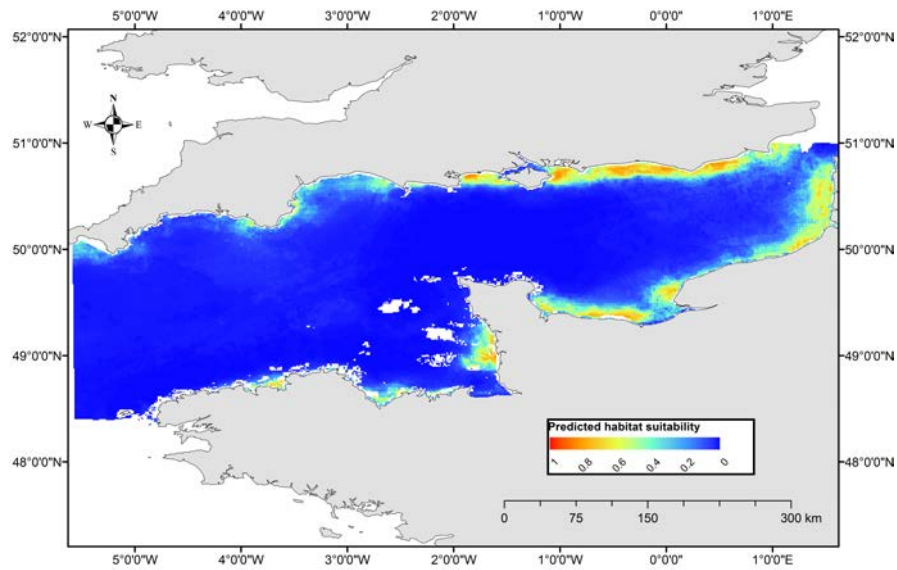 5°0'0"W 4°0'0"W 3°0'0"W 2°0'0"W 1°0'0"W 0°0'0" 1°0'0"E
52°0'0"N 52°0'0"N
N
W E
S
51°0'0"N 51°0'0"N
50°0'0"N 50°0'0"N
49°0'0"N 49°0'0"N
Predicted habitat suitability
1 0.8 0.6 0.4 0.2 0
48°0'0"N 48°0'0"N
0 75 150 300 km
5°0'0"W 4°0'0"W 3°0'0"W 2°0'0"W 1°0'0"W 0°0'0" 1°0'0"E